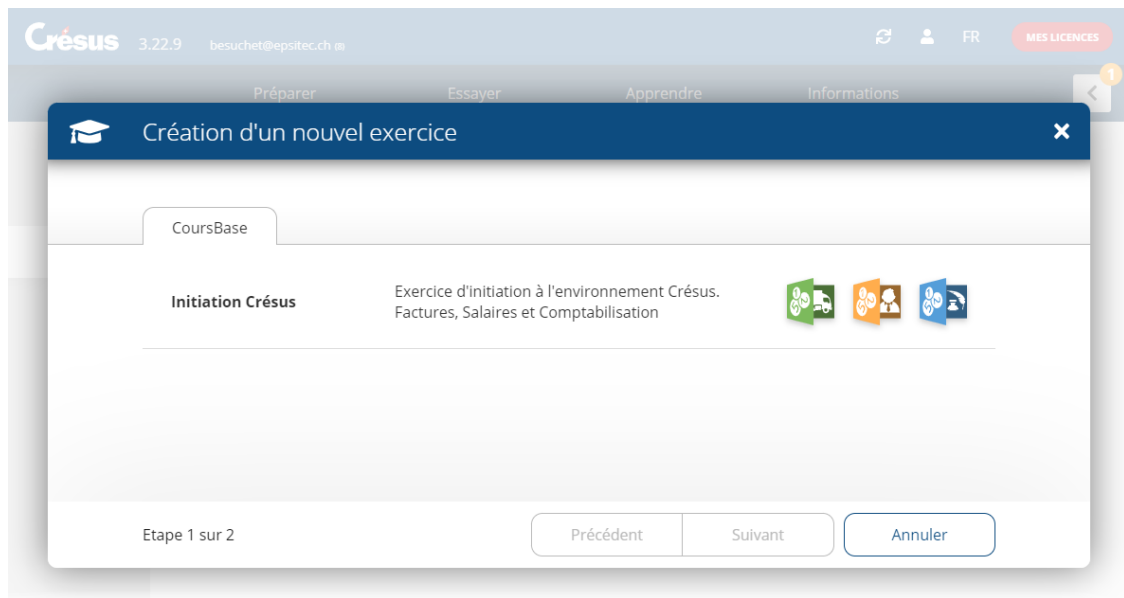 Crésus 3.22.9 besuchet@epsitec.ch FR MES LICENCES
1
Préparer Essayer Apprendre Informations
Création d'un nouvel exercice
CoursBase
Initiation Crésus
Exercice d'initiation à l'environnement Crésus.
Factures, Salaires et Comptabilisation
Etape 1 sur 2
Précédent Suivant Annuler